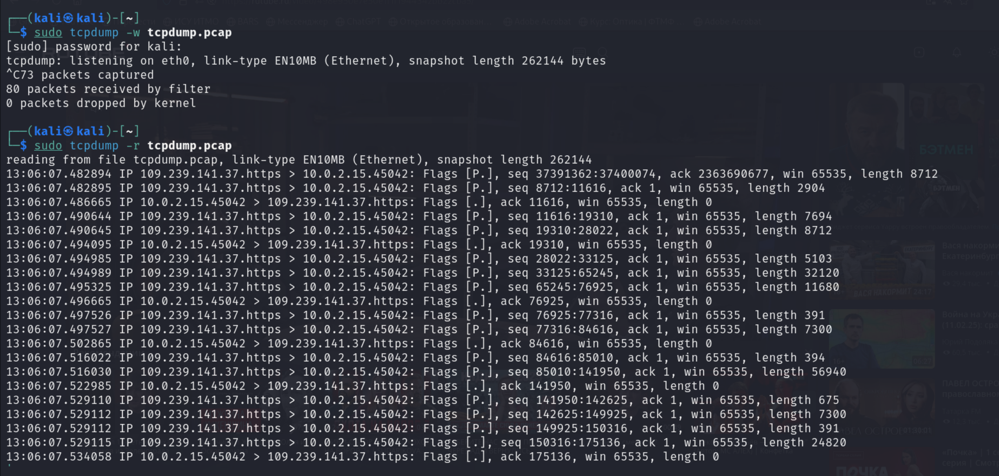 ┌──(kali㉿kali)-[~]
└─$ sudo tcpdump -w tcpdump.pcap
[sudo] password for kali:
tcpdump: listening on eth0, link-type EN10MB (Ethernet), snapshot length 262144 bytes
^C73 packets captured
80 packets received by filter
0 packets dropped by kernel
┌──(kali㉿kali)-[~]
└─$ sudo tcpdump -r tcpdump.pcap
reading from file tcpdump.pcap, link-type EN10MB (Ethernet), snapshot length 262144
13:06:07.482894 IP 109.239.141.37.https > 10.0.2.15.45042: Flags [P.], seq 37391362:37400074, ack 2363690677, win 65535, length 8712
13:06:07.482895 IP 109.239.141.37.https > 10.0.2.15.45042: Flags [P.], seq 8712:11616, ack 1, win 65535, length 2904
13:06:07.486665 IP 10.0.2.15.45042 > 109.239.141.37.https: Flags [.], ack 11616, win 65535, length 0
13:06:07.490644 IP 109.239.141.37.https > 10.0.2.15.45042: Flags [P.], seq 11616:19310, ack 1, win 65535, length 7694
13:06:07.490645 IP 109.239.141.37.https > 10.0.2.15.45042: Flags [P.], seq 19310:28022, ack 1, win 65535, length 8712
13:06:07.494095 IP 10.0.2.15.45042 > 109.239.141.37.https: Flags [.], ack 19310, win 65535, length 0
13:06:07.494985 IP 109.239.141.37.https > 10.0.2.15.45042: Flags [P.], seq 28022:33125, ack 1, win 65535, length 5103
13:06:07.494989 IP 109.239.141.37.https > 10.0.2.15.45042: Flags [P.], seq 33125:65245, ack 1, win 65535, length 32120
13:06:07.495325 IP 109.239.141.37.https > 10.0.2.15.45042: Flags [P.], seq 65245:76925, ack 1, win 65535, length 11680
13:06:07.496665 IP 10.0.2.15.45042 > 109.239.141.37.https: Flags [.], ack 76925, win 65535, length 0
13:06:07.497526 IP 109.239.141.37.https > 10.0.2.15.45042: Flags [P.], seq 76925:77316, ack 1, win 65535, length 391
13:06:07.497527 IP 109.239.141.37.https > 10.0.2.15.45042: Flags [P.], seq 77316:84616, ack 1, win 65535, length 7300
13:06:07.502865 IP 10.0.2.15.45042 > 109.239.141.37.https: Flags [.], ack 84616, win 65535, length 0
13:06:07.516022 IP 109.239.141.37.https > 10.0.2.15.45042: Flags [P.], seq 84616:85010, ack 1, win 65535, length 394
13:06:07.516030 IP 109.239.141.37.https > 10.0.2.15.45042: Flags [P.], seq 85010:141950, ack 1, win 65535, length 56940
13:06:07.522985 IP 10.0.2.15.45042 > 109.239.141.37.https: Flags [.], ack 141950, win 65535, length 0
13:06:07.529110 IP 109.239.141.37.https > 10.0.2.15.45042: Flags [P.], seq 141950:142625, ack 1, win 65535, length 675
13:06:07.529112 IP 109.239.141.37.https > 10.0.2.15.45042: Flags [P.], seq 142625:149925, ack 1, win 65535, length 7300
13:06:07.529112 IP 109.239.141.37.https > 10.0.2.15.45042: Flags [P.], seq 149925:150316, ack 1, win 65535, length 391
13:06:07.529115 IP 109.239.141.37.https > 10.0.2.15.45042: Flags [.], seq 150316:175136, ack 1, win 65535, length 24820
13:06:07.534058 IP 10.0.2.15.45042 > 109.239.141.37.https: Flags [.], ack 175136, win 65535, length 0